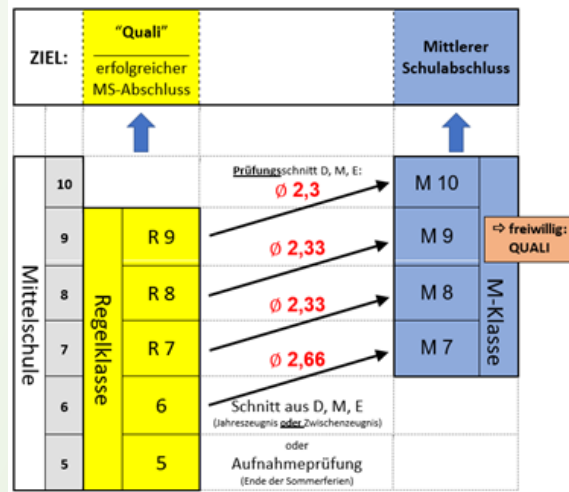 ZIEL:
“Quali”
erfolgreicher
MS-Abschluss
Mittlerer
Schulabschluss
Mittelschule
10
9
8
7
6
5
Regelklasse
R 9
R 8
R 7
6
5
Prüfungsschnitt D, M, E:
Ø 2,3
Ø 2,33
Ø 2,33
Ø 2,66
Schnitt aus D, M, E
(Jahreszeugnis oder Zwischenzeugnis)
oder
Aufnahmeprüfung
(Ende der Sommerferien)
M 10
M 9
M 8
M 7
M-Klasse
⇨ freiwillig:
QUALI